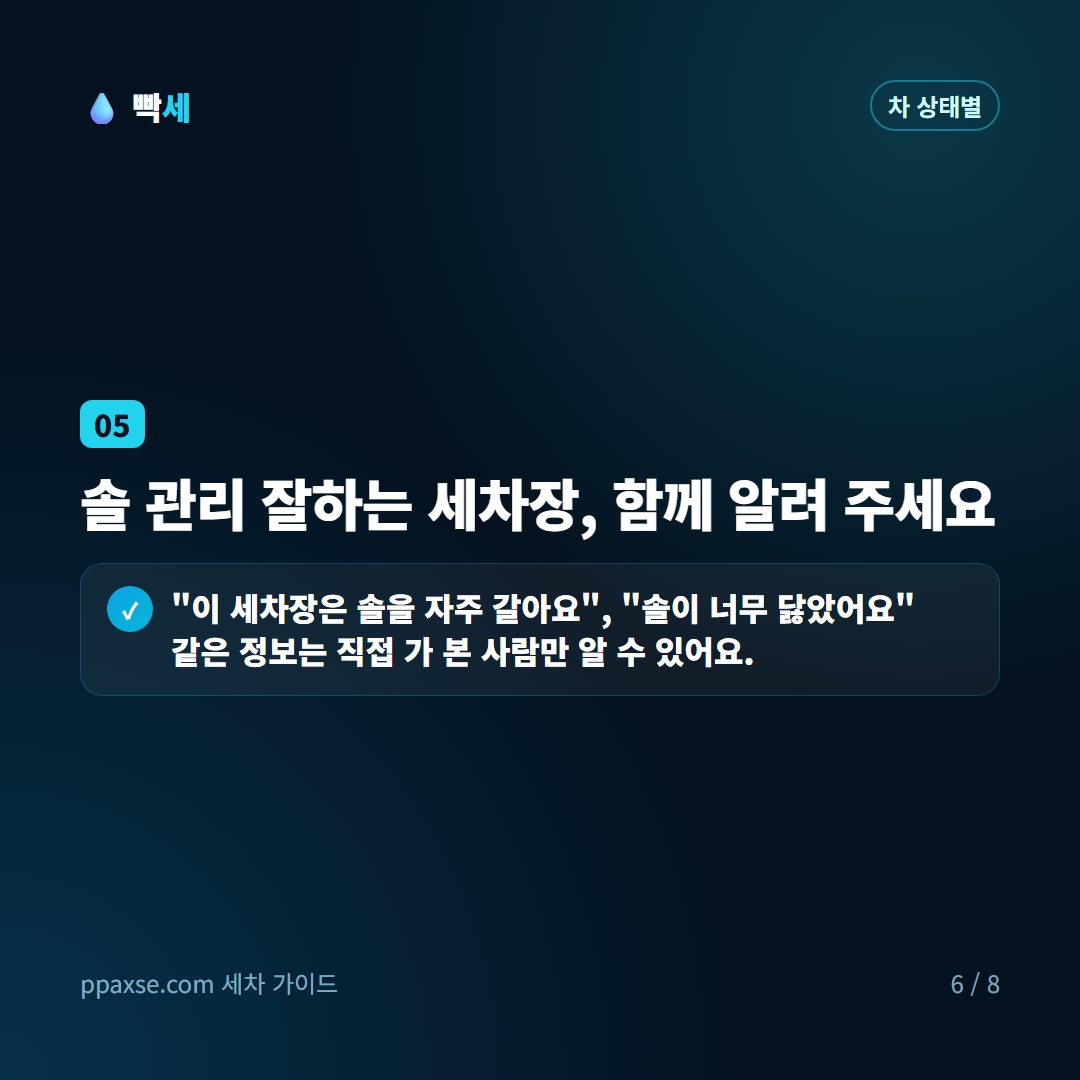 빡세
차 상태별
05
솔 관리 잘하는 세차장, 함께 알려 주세요
✓ "이 세차장은 솔을 자주 갈아요", "솔이 너무 닳았어요"
같은 정보는 직접 가 본 사람만 알 수 있어요.
ppaxse.com 세차 가이드
6 / 8